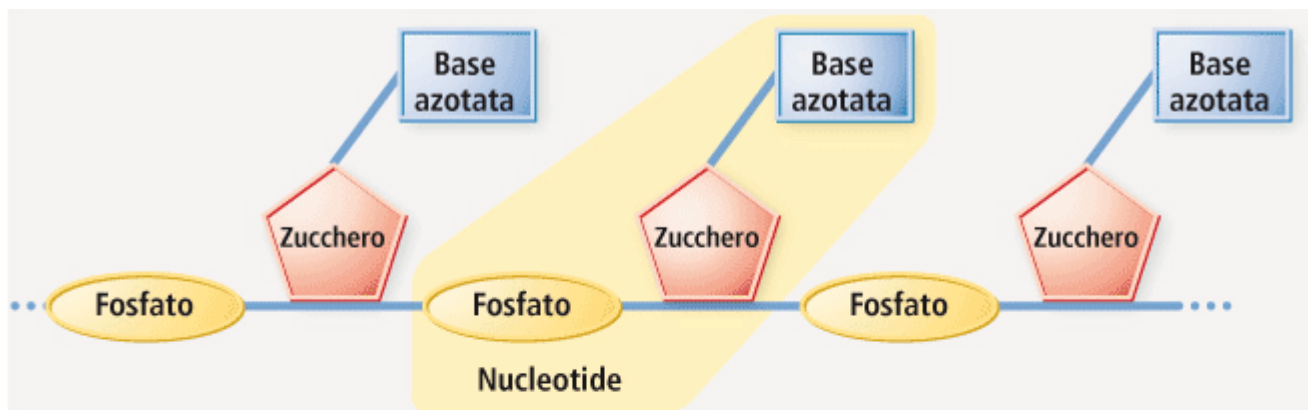 Base
azotata
Base
azotata
Base
azotata
Zucchero
Zucchero
Zucchero
Fosfato
Fosfato
Fosfato
Nucleotide